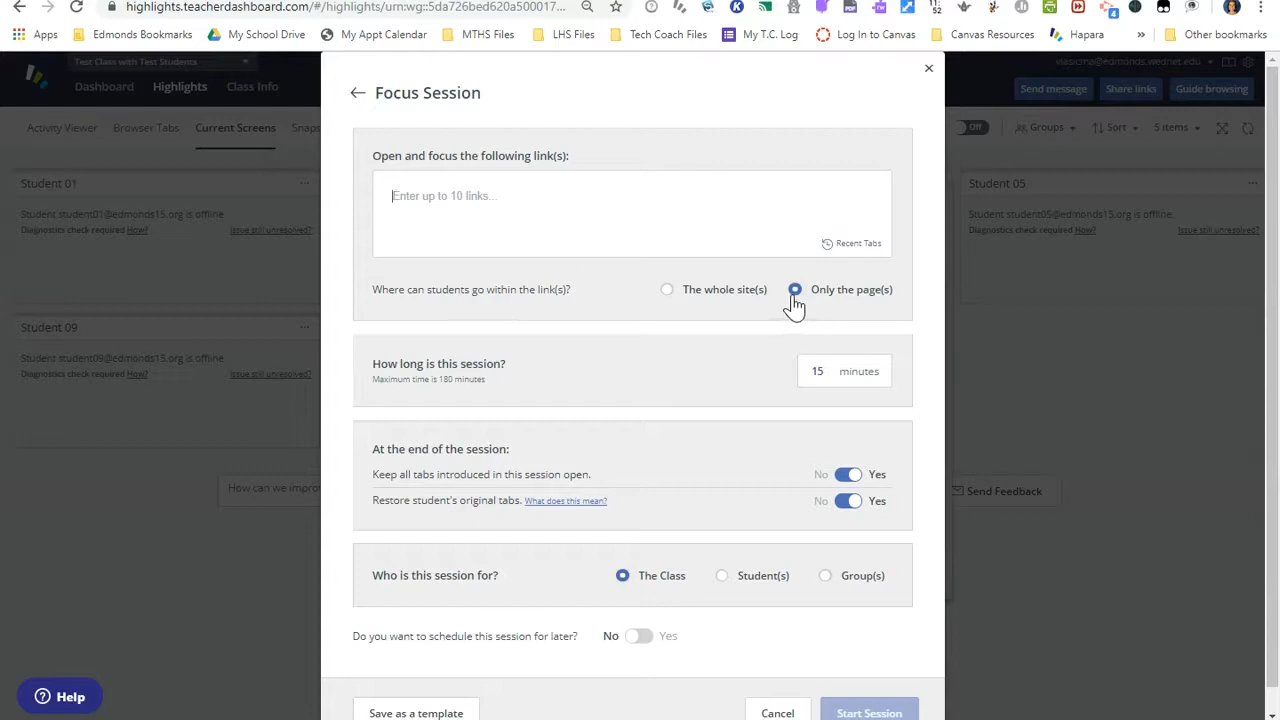 highlights.teacherdashboard.com/#/highlights/urn:wg:5da726bed620a500017...
11
52
4
Apps Edmonds Bookmarks My School Drive My Appt Calendar MTHS Files LHS Files Tech Coach Files My T.C. Log Log In to Canvas Canvas Resources Hapara » Other bookmarks
Test Class with Test Students
vlasicma@edmonds.wednet.edu
Dashboard Highlights Class Info
Send message Share links Guide browsing
Activity Viewer Browser Tabs Current Screens Snaps
Off Groups Sort 5 items
Student 01
Student student01@edmonds15.org is offline
Diagnostics check required How? Issue still unresolved?
Student 05
Student student05@edmonds15.org is offline.
Diagnostics check required How? Issue still unresolved?
Student 09
Student student09@edmonds15.org is offline
Diagnostics check required How? Issue still unresolved?
How can we impro
Send Feedback
Focus Session
Open and focus the following link(s):
Enter up to 10 links...
Recent Tabs
Where can students go within the link(s)? The whole site(s) Only the page(s)
How long is this session?
Maximum time is 180 minutes
15 minutes
At the end of the session:
Keep all tabs introduced in this session open. No Yes
Restore student's original tabs. What does this mean? No Yes
Who is this session for? The Class Student(s) Group(s)
Do you want to schedule this session for later? No Yes
Help
Save as a template Cancel Start Session